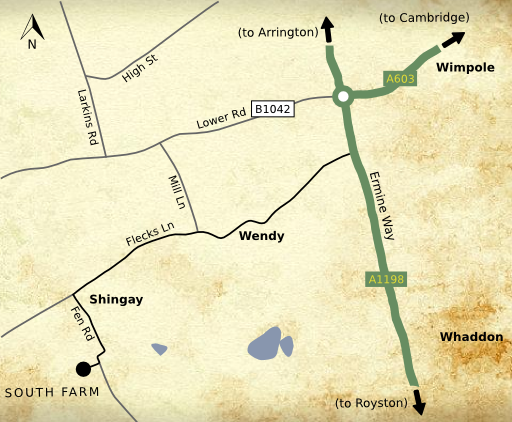 (to Cambridge)
(to Arrington)
N
High St
Wimpole
A603
Larkins Rd
Lower Rd
B1042
Mill Ln
Ermine Way
Flecks Ln
Wendy
A1198
Shingay
Fen Rd
Whaddon
SOUTH FARM
(to Royston)